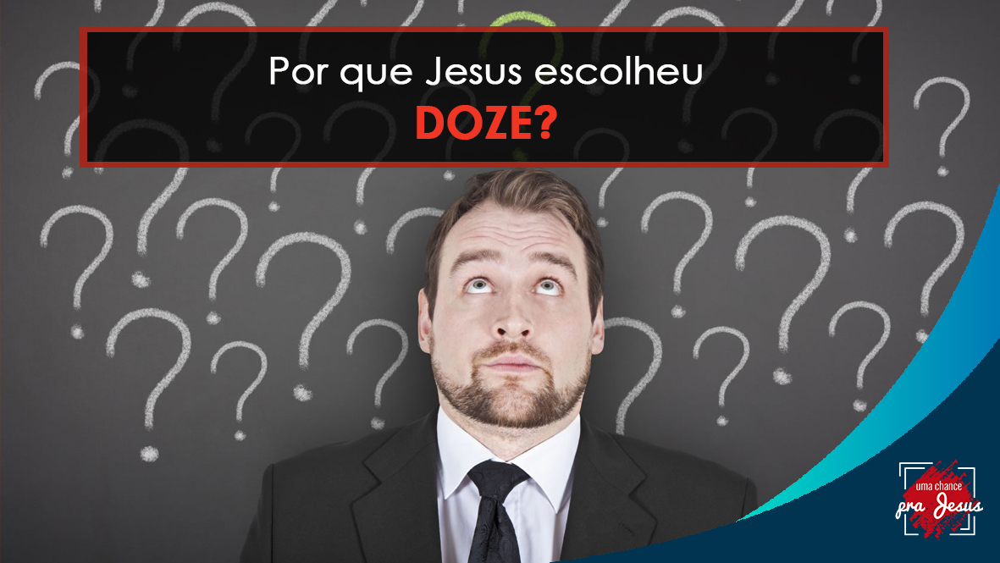 Por que Jesus escolheu
DOZE?
uma chance
pra Jesus